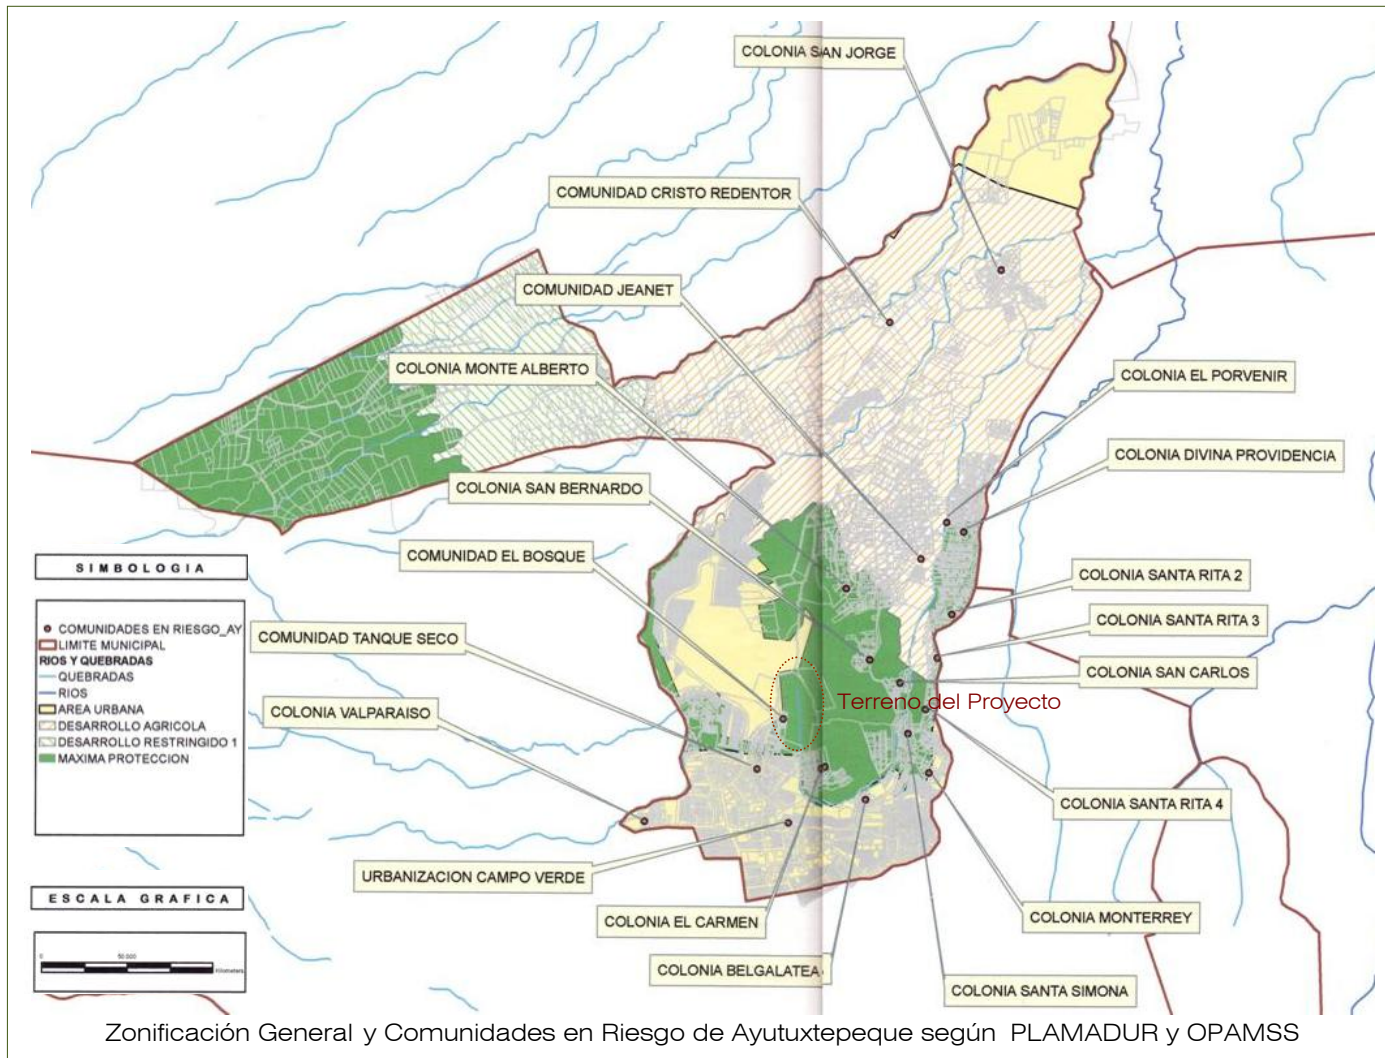 COLONIA SAN JORGE
COMUNIDAD CRISTO REDENTOR
COMUNIDAD JEANET
COLONIA MONTE ALBERTO
COLONIA EL PORVENIR
COLONIA DIVINA PROVIDENCIA
COLONIA SAN BERNARDO
COMUNIDAD EL BOSQUE
COLONIA SANTA RITA 2
COLONIA SANTA RITA 3
COMUNIDAD TANQUE SECO
COLONIA SAN CARLOS
COLONIA VALPARAISO
Terreno del Proyecto
COLONIA SANTA RITA 4
URBANIZACION CAMPO VERDE
COLONIA EL CARMEN
COLONIA MONTERREY
COLONIA BELGALATEA
COLONIA SANTA SIMONA
SIMBOLOGIA
COMUNIDADES EN RIESGO_AY
LIMITE MUNICIPAL
RIOS Y QUEBRADAS
QUEBRADAS
RIOS
AREA URBANA
DESARROLLO AGRICOLA
DESARROLLO RESTRINGIDO 1
MAXIMA PROTECCION
ESCALA GRAFICA
0 50.000
Kilometers
Zonificación General y Comunidades en Riesgo de Ayutuxtepeque según PLAMADUR y OPAMSS